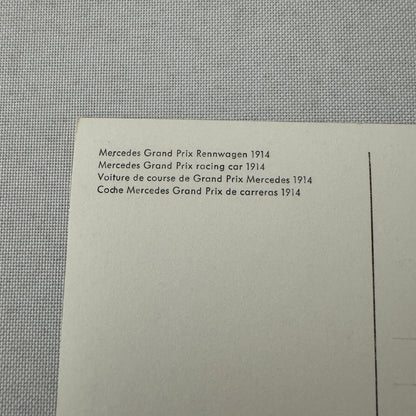 Mercedes Grand Prix Rennwagen 1914
Mercedes Grand Prix racing car 1914
Voiture de course de Grand Prix Mercedes 1914
Coche Mercedes Grand Prix de carreras 1914